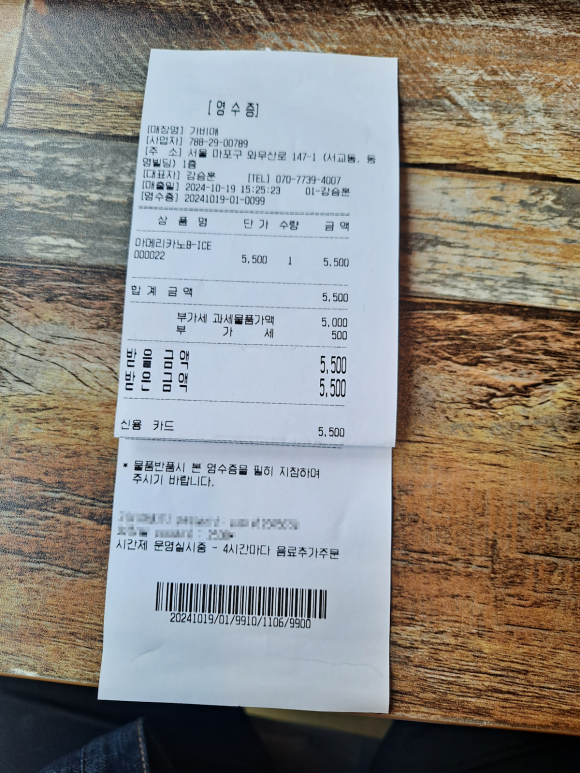 [영수증]
[매장명] 가비애
[사업자] 788-29-00789
[주 소] 서울 마포구 와우산로 147-1 (서교동, 동
영빌딩) 1층
[대표자] 강승훈 [TEL] 070-7739-4007
[매출일] 2024-10-19 15:25:23 01-강승훈
[영수증] 20241019-01-0099
상 품 명 단 가 수량 금 액
아메리카노B-ICE
000022 5,500 1 5,500
합 계 금 액 5,500
부가세 과세물품가액 5,000
부 가 세 500
받을금액 5,500
받은금액 5,500
신용 카드 5,500
* 물품반품시 본 영수증을 필히 지참하여
주시기 바랍니다.
시간제 운영실시중 - 4시간마다 음료추가주문
20241019/01/9910/1106/9900